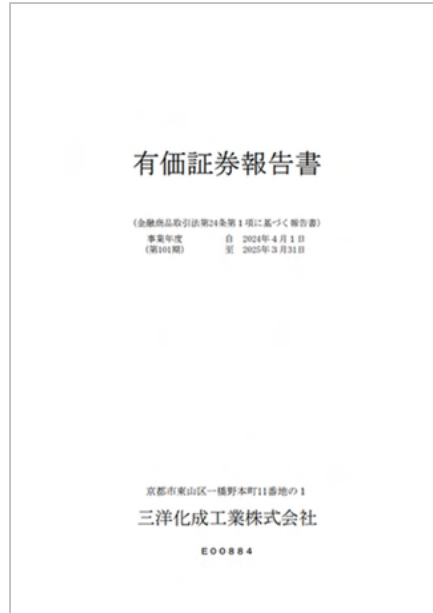 有価証券報告書
(金融商品取引法第24条第1項に基づく報告書)
事業年度 自 2024年4月1日
(第101期) 至 2025年3月31日
京都市東山区一橋野本町11番地の1
三洋化成工業株式会社
E00884